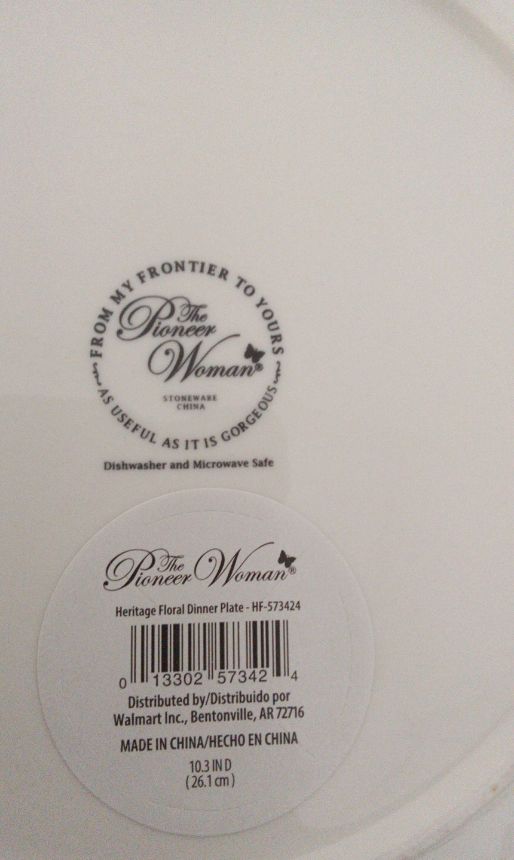 FROM MY FRONTIER TO YOURS
The
Pioneer
Woman®
STONEWARE
CHINA
AS USEFUL AS IT IS GORGEOUS
Dishwasher and Microwave Safe
The
Pioneer Woman®
Heritage Floral Dinner Plate - HF-573424
0 13302 57342 4
Distributed by/Distribuido por
Walmart Inc., Bentonville, AR 72716
MADE IN CHINA/HECHO EN CHINA
10.3 IN D
(26.1 cm)